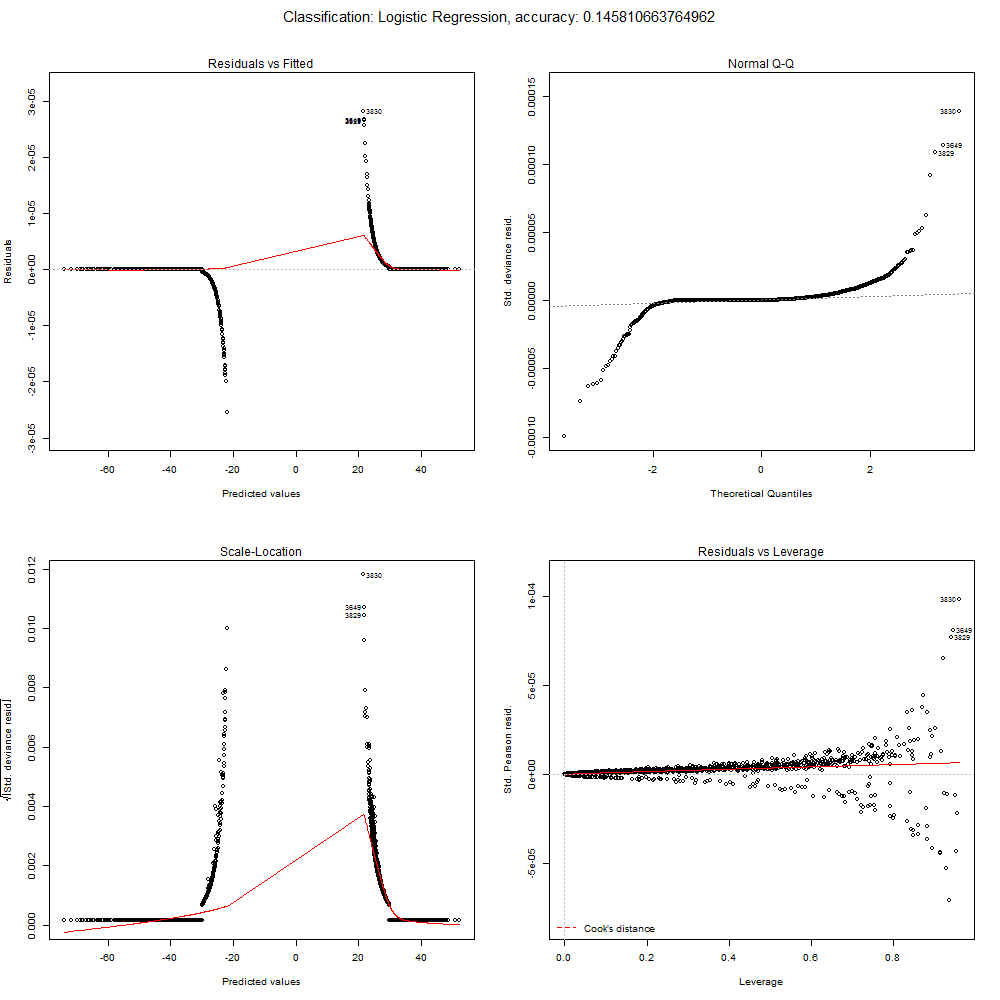 Classification: Logistic Regression, accuracy: 0.145810663764962
Residuals vs Fitted
Residuals
3e-05
2e-05
1e-05
0e+00
-1e-05
-2e-05
-3e-05
3830
-60 -40 -20 0 20 40
Predicted values
Normal Q-Q
Std. deviance resid.
0.00015
0.00010
0.00005
0.00000
-0.00005
-0.00010
3830
3649
3829
-2 0 2
Theoretical Quantiles
Scale-Location
√|Std. deviance resid|
0.012
0.010
0.008
0.006
0.004
0.002
0.000
3830
3649
3829
-60 -40 -20 0 20 40
Predicted values
Residuals vs Leverage
Std. Pearson resid.
1e-04
5e-05
0e+00
-5e-05
3830
3649
3829
Cook's distance
0.0 0.2 0.4 0.6 0.8
Leverage